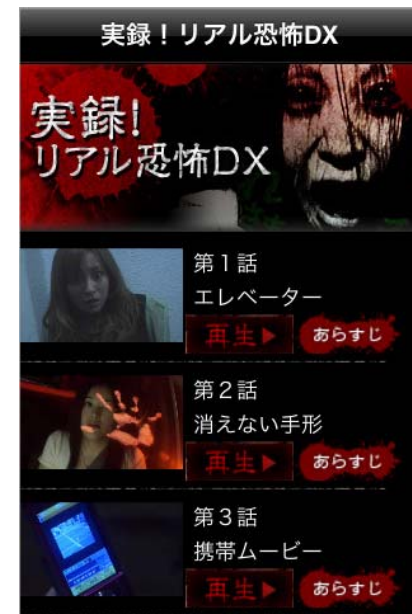 実録！リアル恐怖DX
実録!
リアル恐怖DX
第１話
エレベーター
再生▶ あらすじ
第２話
消えない手形
再生▶ あらすじ
第３話
携帯ムービー
再生▶ あらすじ